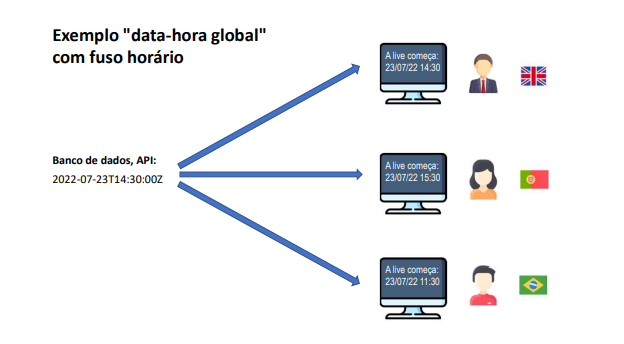 Exemplo "data-hora global"
com fuso horário
A live começa:
23/07/22 14:30
Banco de dados, API:
2022-07-23T14:30:00Z
A live começa:
23/07/22 15:30
A live começa:
23/07/22 11:30